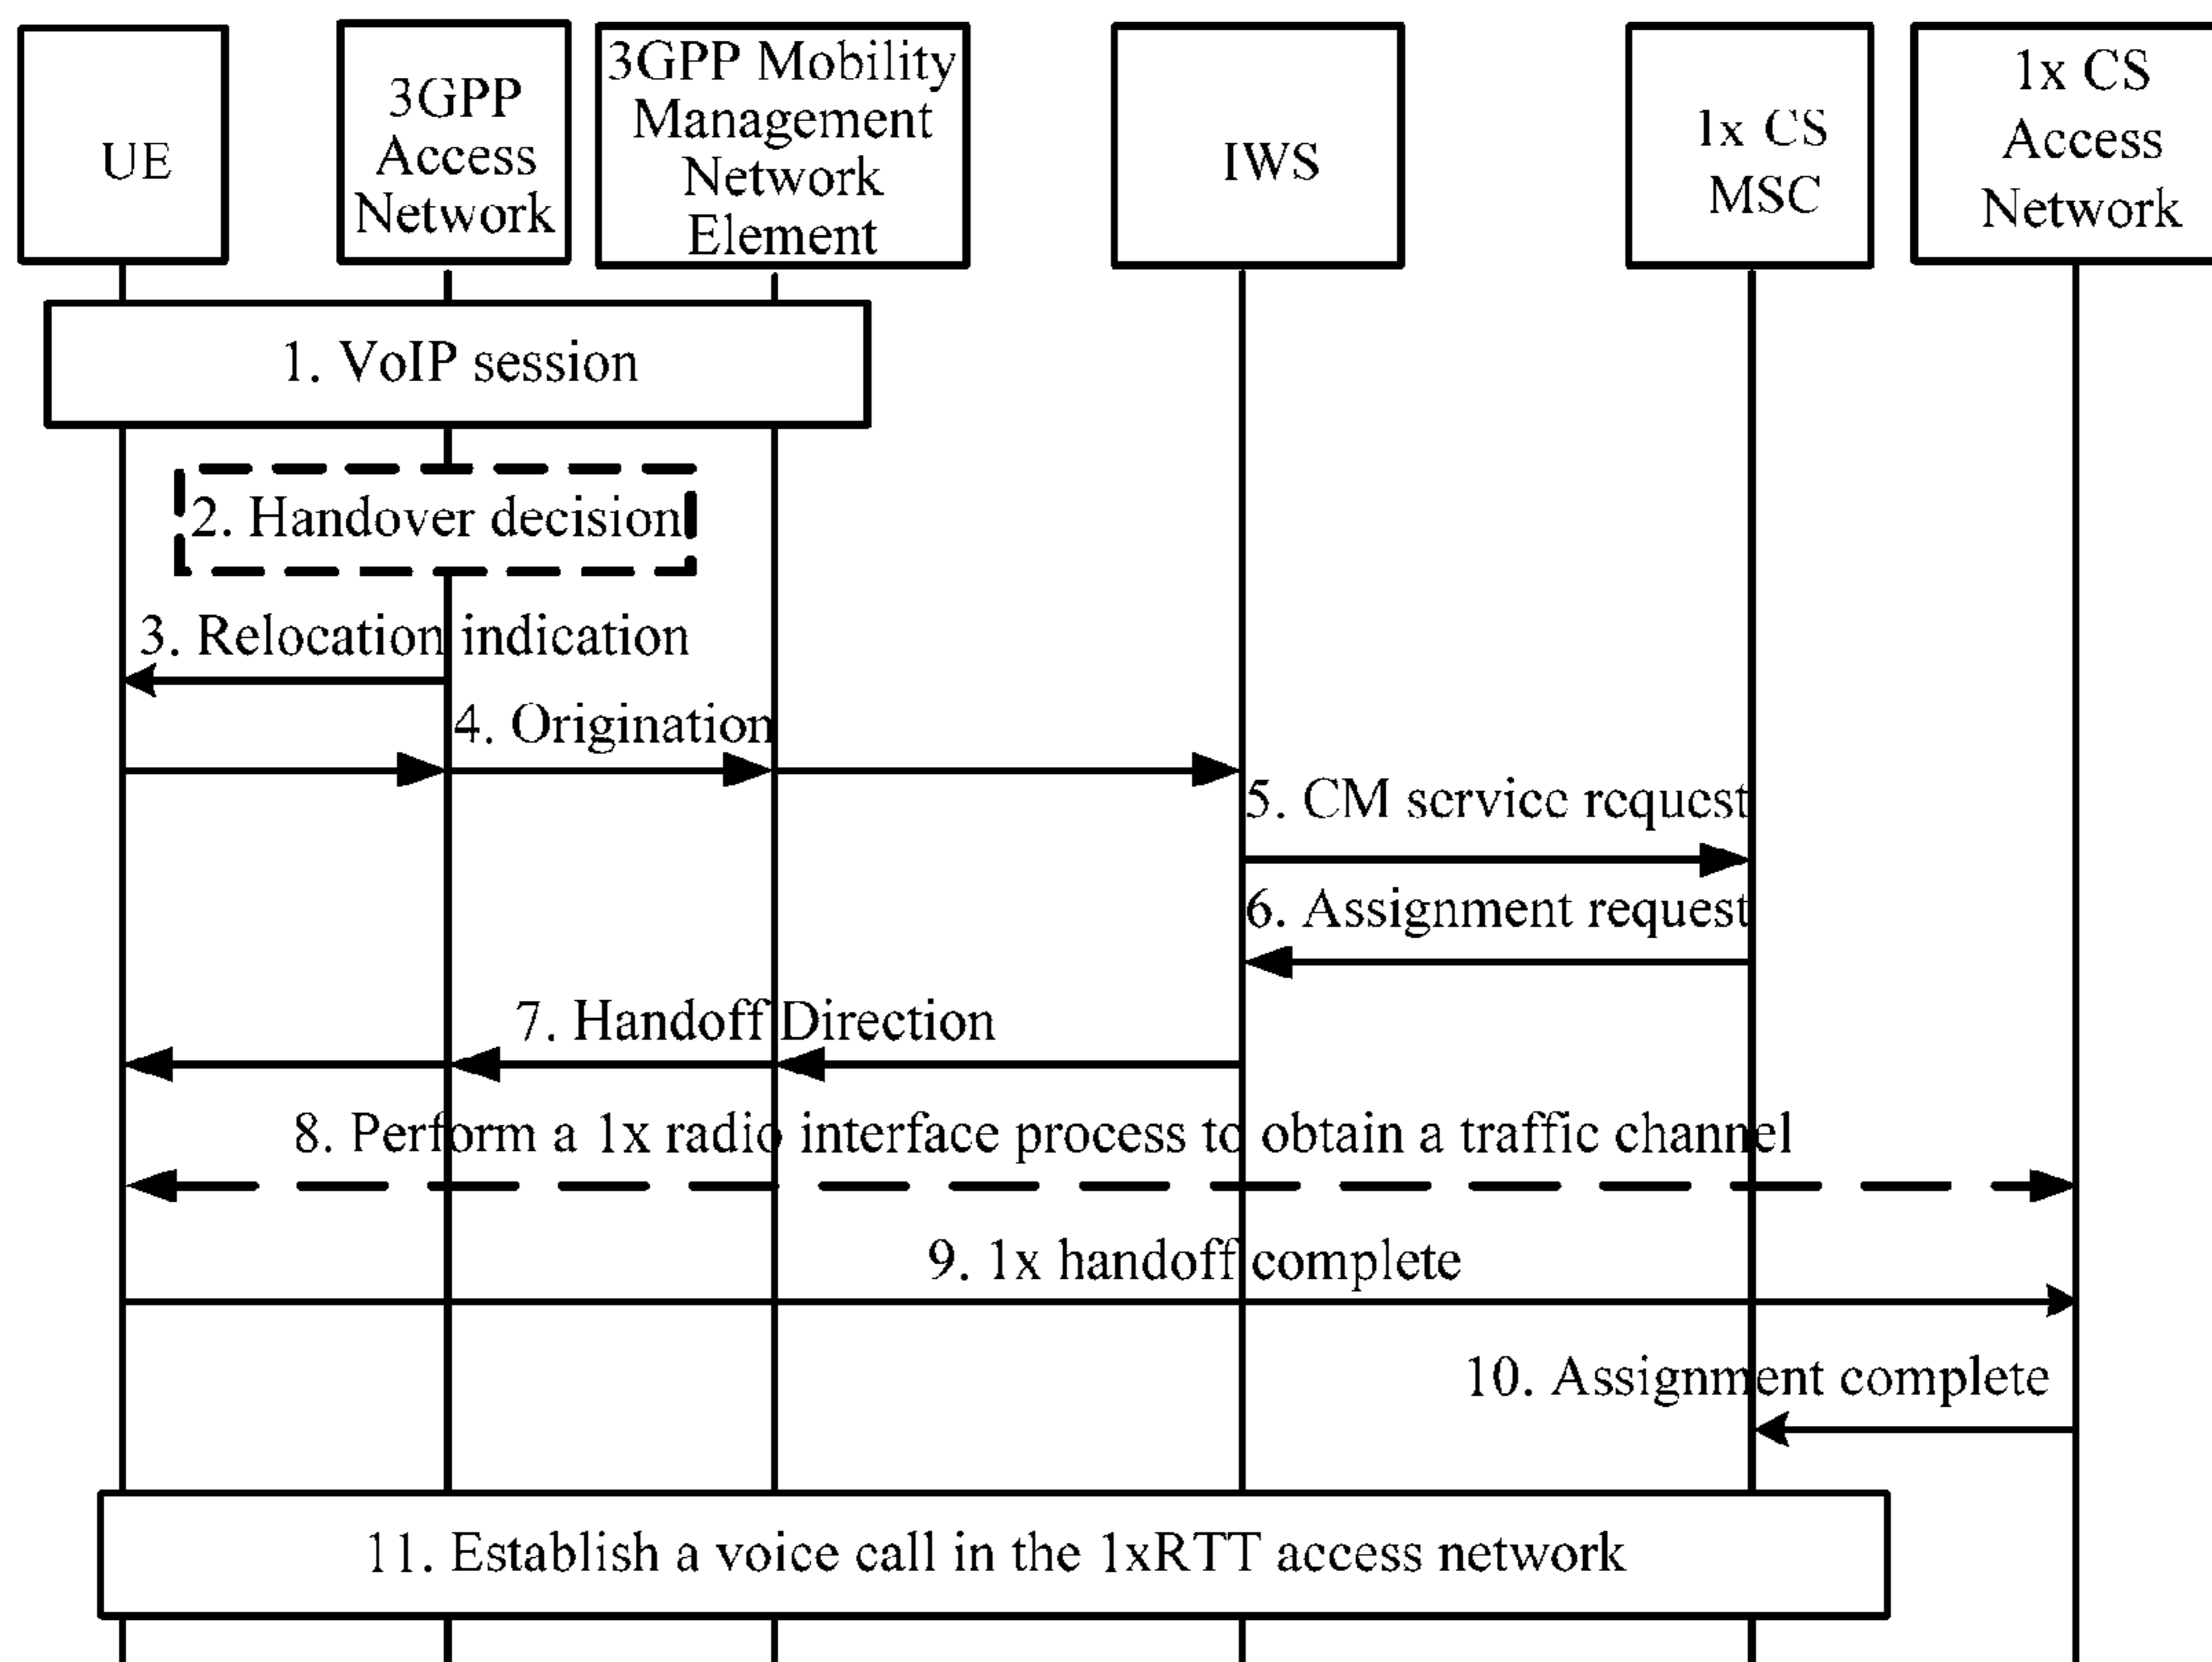 UE
3GPP
Access
Network
3GPP Mobility
Management
Network
Element
IWS
1x CS
MSC
1x CS
Access
Network
1. VoIP session
2. Handover decision
3. Relocation indication
4. Origination
5. CM service request
6. Assignment request
7. Handoff Direction
8. Perform a 1x radio interface process to obtain a traffic channel
9. 1x handoff complete
10. Assignment complete
11. Establish a voice call in the 1xRTT access network